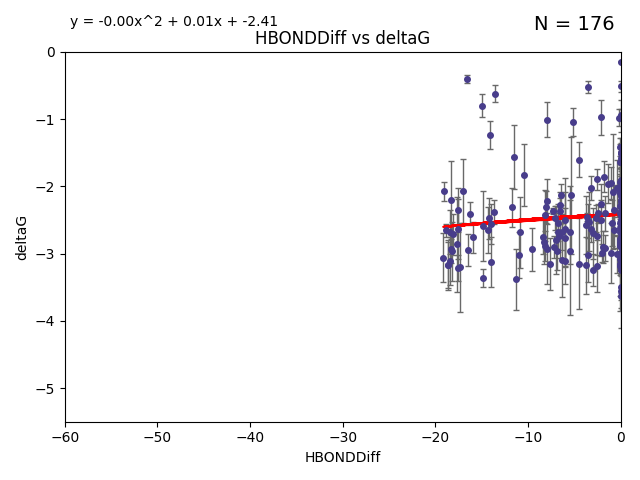 y = -0.00x^2 + 0.01x + -2.41
N = 176
HBONDDiff vs deltaG
0
−1
−2
−3
−4
−5
deltaG
−60 −50 −40 −30 −20 −10 0
HBONDDiff